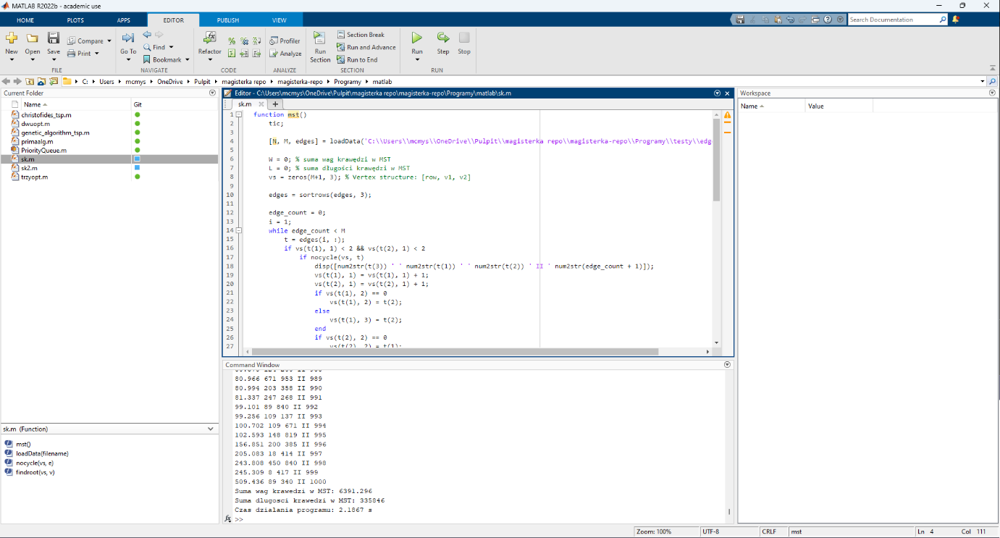 MATLAB R2022b - academic use
HOME PLOTS APPS EDITOR PUBLISH VIEW Search Documentation
New Open Save Compare Print
Go To Find Bookmark
Refactor
Profiler Analyze
Run Section Section Break Run and Advance Run to End
Run Step Stop
FILE NAVIGATE CODE ANALYZE SECTION RUN
C: Users mcmys OneDrive Pulpit magisterka repo magisterka-repo Programy matlab
Current Folder
Name Git
christofides_tsp.m
dwuopt.m
genetic_algorithm_tsp.m
primaalg.m
PriorityQueue.m
sk.m
sk2.m
trzyopt.m
sk.m (Function)
mst()
loadData(filename)
nocycle(vs, e)
findroot(vs, v)
Editor - C:\Users\mcmys\OneDrive\Pulpit\magisterka repo\magisterka-repo\Programy\matlab\sk.m
sk.m +
1 function mst()
2 tic;
3
4 [N, M, edges] = loadData('C:\\Users\\mcmys\\OneDrive\\Pulpit\\magisterka repo\\magisterka-repo\\Programy\\testy\\edg
5
6 W = 0; % suma wag krawędzi w MST
7 L = 0; % suma długości krawędzi w MST
8 vs = zeros(M+1, 3); % Vertex structure: [row, v1, v2]
9
10 edges = sortrows(edges, 3);
11
12 edge_count = 0;
13 i = 1;
14 while edge_count < M
15 t = edges(i, :);
16 if vs(t(1), 1) < 2 && vs(t(2), 1) < 2
17 if nocycle(vs, t)
18 disp([num2str(t(3)) ' ' num2str(t(1)) ' ' num2str(t(2)) ' II ' num2str(edge_count + 1)]);
19 vs(t(1), 1) = vs(t(1), 1) + 1;
20 vs(t(2), 1) = vs(t(2), 1) + 1;
21 if vs(t(1), 2) == 0
22 vs(t(1), 2) = t(2);
23 else
24 vs(t(1), 3) = t(2);
25 end
26 if vs(t(2), 2) == 0
27 vs(t(2), 2) = t(1);
Command Window
80.966 671 953 II 989
80.994 203 358 II 990
81.337 247 268 II 991
99.101 89 840 II 992
99.256 109 137 II 993
100.702 109 671 II 994
102.593 148 819 II 995
156.851 200 385 II 996
205.083 18 414 II 997
243.808 450 840 II 998
245.309 8 417 II 999
509.436 89 340 II 1000
Suma wag krawedzi w MST: 6391.296
Suma dlugosci krawedzi w MST: 335846
Czas dzialania programu: 2.1867 s
fx >>
Workspace
Name Value
Zoom: 100% UTF-8 CRLF mst Ln 4 Col 111